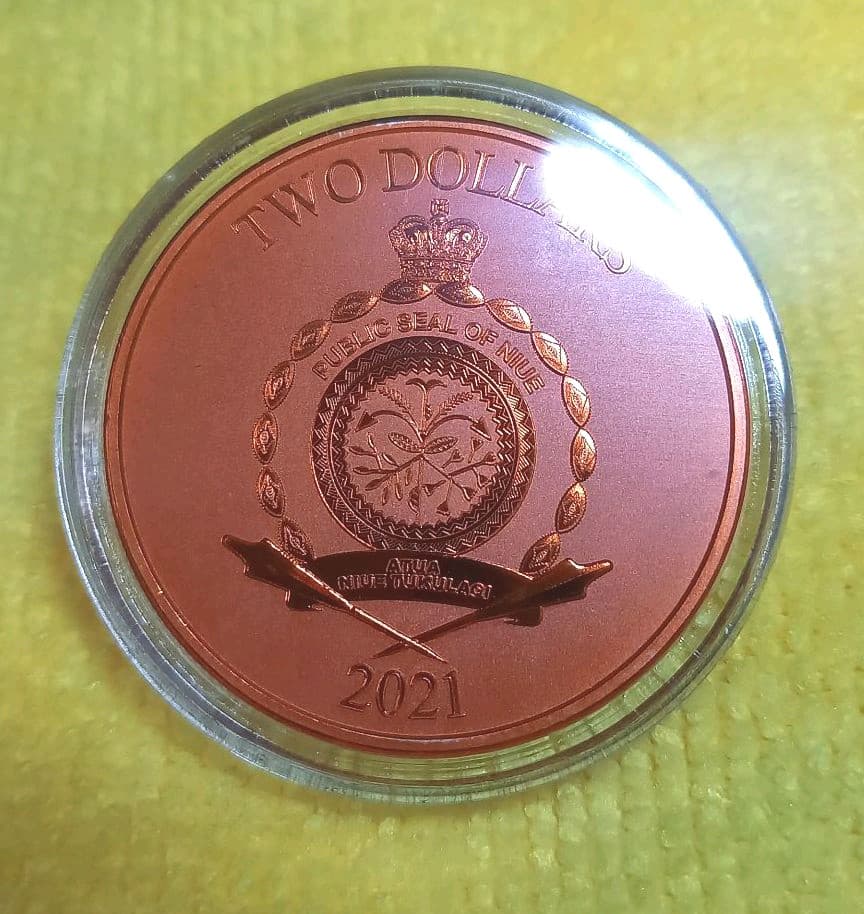 TWO DOLLARS
PUBLIC SEAL OF NIUE
ATUA
NIUE TUKULAGI
2021